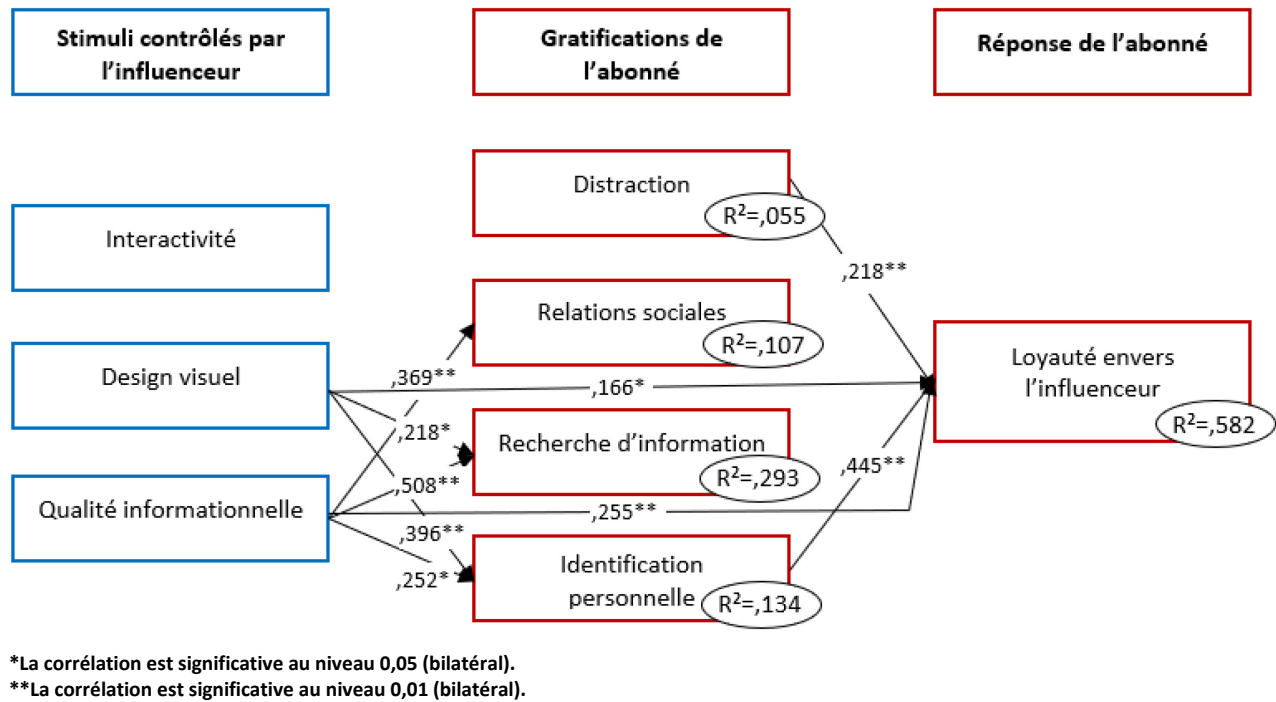 Stimuli contrôlés par
l'influenceur
Gratifications de
l'abonné
Réponse de l'abonné
Distraction
R²=,055
Interactivité
,218**
Relations sociales
R²=,107
Design visuel
,369**
,166*
Loyauté envers
l'influenceur
R²=,582
,218*
Recherche d'information
R²=,293
,445**
Qualité informationnelle
,508**
,255**
,396**
,252*
Identification
personnelle
R²=,134
*La corrélation est significative au niveau 0,05 (bilatéral).
**La corrélation est significative au niveau 0,01 (bilatéral).